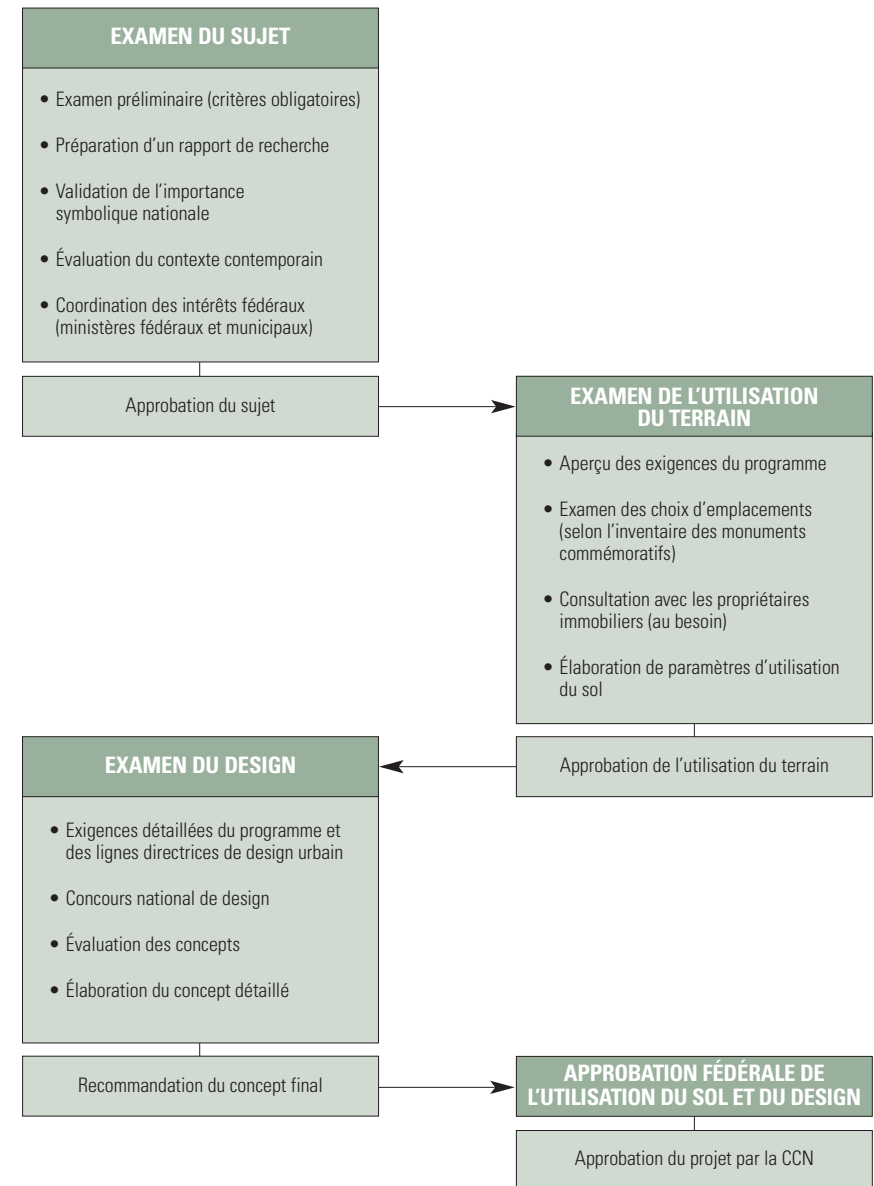 EXAMEN DU SUJET
• Examen préliminaire (critères obligatoires)
• Préparation d'un rapport de recherche
• Validation de l'importance
symbolique nationale
• Évaluation du contexte contemporain
• Coordination des intérêts fédéraux
(ministères fédéraux et municipaux)
Approbation du sujet
EXAMEN DE L'UTILISATION
DU TERRAIN
• Aperçu des exigences du programme
• Examen des choix d'emplacements
(selon l'inventaire des monuments
commémoratifs)
• Consultation avec les propriétaires
immobiliers (au besoin)
• Élaboration de paramètres d'utilisation
du sol
Approbation de l'utilisation du terrain
EXAMEN DU DESIGN
• Exigences détaillées du programme et
des lignes directrices de design urbain
• Concours national de design
• Évaluation des concepts
• Élaboration du concept détaillé
Recommandation du concept final
APPROBATION FÉDÉRALE DE
L'UTILISATION DU SOL ET DU DESIGN
Approbation du projet par la CCN